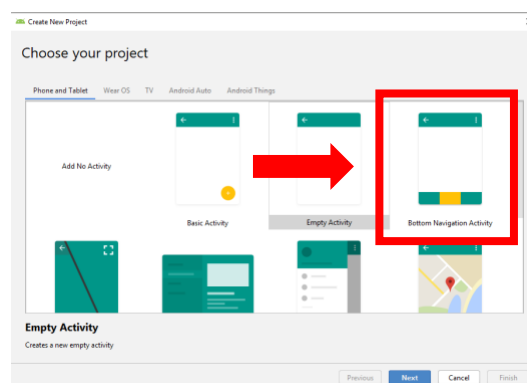 Create New Project
Choose your project
Phone and Tablet Wear OS TV Android Auto Android Things
Add No Activity
Basic Activity
Empty Activity
Bottom Navigation Activity
Empty Activity
Creates a new empty activity
Previous Next Cancel Finish